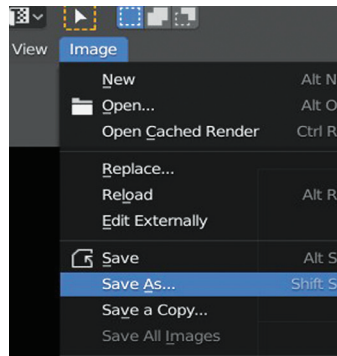 View Image
New Alt N
Open... Alt O
Open Cached Render Ctrl R
Replace...
Reload Alt R
Edit Externally
Save Alt S
Save As... Shift S
Save a Copy...
Save All Images